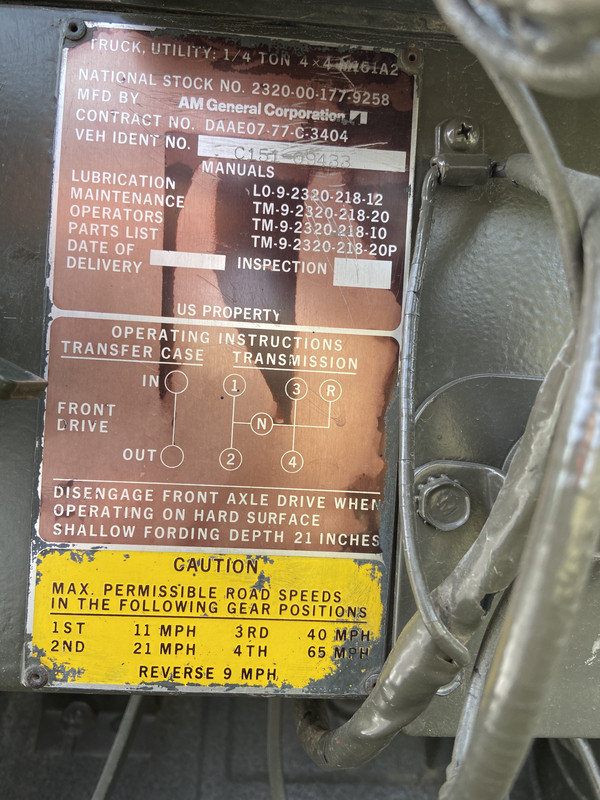 TRUCK, UTILITY: 1/4 TON 4×4 M151A2
NATIONAL STOCK NO. 2320-00-177-9258
MFD BY AM General Corporation
CONTRACT NO. DAAE07-77-C-3404
VEH IDENT NO. C151-09433
MANUALS
LUBRICATION LO-9-2320-218-12
MAINTENANCE TM-9-2320-218-20
OPERATORS TM-9-2320-218-10
PARTS LIST TM-9-2320-218-20P
DATE OF
DELIVERY INSPECTION
US PROPERTY
OPERATING INSTRUCTIONS
TRANSFER CASE TRANSMISSION
IN 1 3 R
FRONT
DRIVE N
OUT 2 4
DISENGAGE FRONT AXLE DRIVE WHEN
OPERATING ON HARD SURFACE
SHALLOW FORDING DEPTH 21 INCHES
CAUTION
MAX. PERMISSIBLE ROAD SPEEDS
IN THE FOLLOWING GEAR POSITIONS
1ST 11 MPH 3RD 40 MPH
2ND 21 MPH 4TH 65 MPH
REVERSE 9 MPH